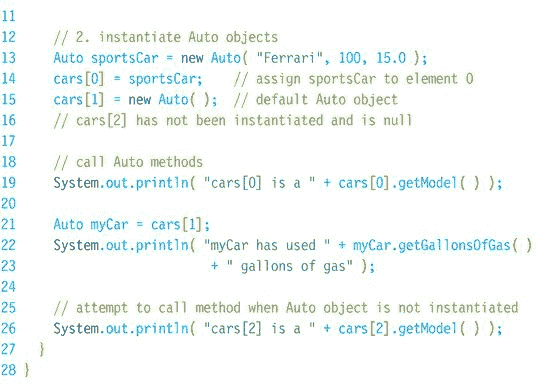 11
12 // 2. instantiate Auto objects
13 Auto sportsCar = new Auto( "Ferrari", 100, 15.0 );
14 cars[0] = sportsCar; // assign sportsCar to element 0
15 cars[1] = new Auto( ); // default Auto object
16 // cars[2] has not been instantiated and is null
17
18 // call Auto methods
19 System.out.println( "cars[0] is a " + cars[0].getModel( ) );
20
21 Auto myCar = cars[1];
22 System.out.println( "myCar has used " + myCar.getGallonsOfGas( )
23 + " gallons of gas" );
24
25 // attempt to call method when Auto object is not instantiated
26 System.out.println( "cars[2] is a " + cars[2].getModel( ) );
27 }
28 }